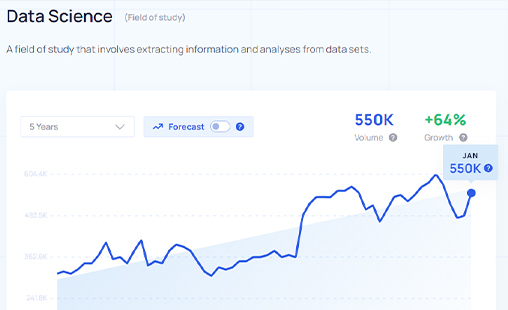 Data Science (Field of study)
A field of study that involves extracting information and analyses from data sets.
5 Years
Forecast ?
550K
Volume ?
+64%
Growth ?
JAN
550K ?
604.4K
483.5K
362.6K
241.8K